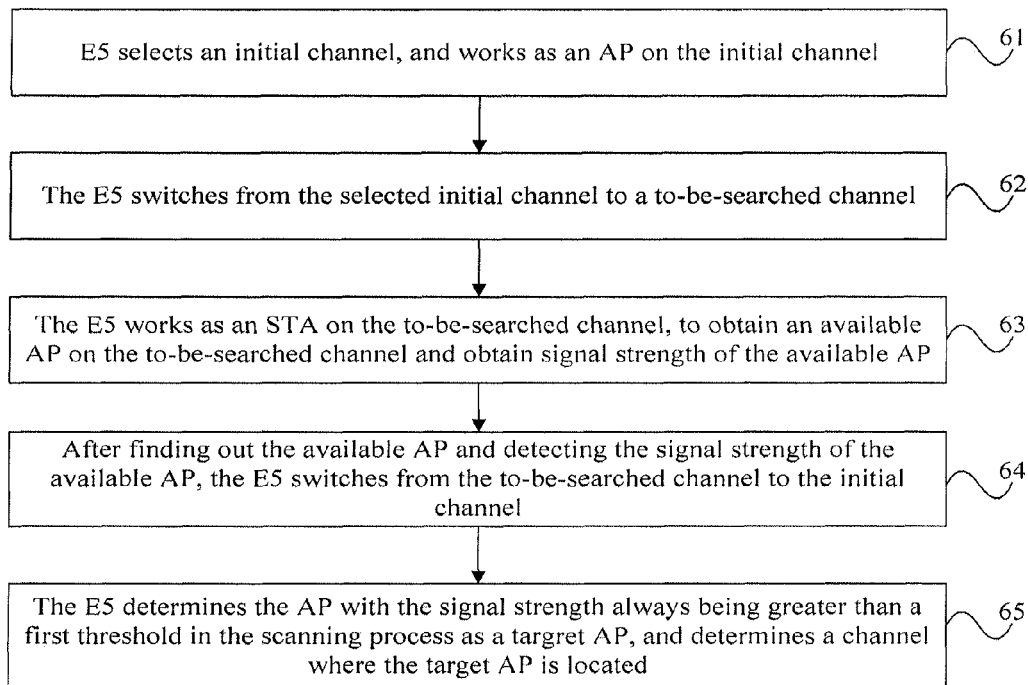 E5 selects an initial channel, and works as an AP on the initial channel
61
The E5 switches from the selected initial channel to a to-be-searched channel
62
The E5 works as an STA on the to-be-searched channel, to obtain an available
AP on the to-be-searched channel and obtain signal strength of the available AP
63
After finding out the available AP and detecting the signal strength of the
available AP, the E5 switches from the to-be-searched channel to the initial
channel
64
The E5 determines the AP with the signal strength always being greater than a
first threshold in the scanning process as a targret AP, and determines a channel
where the target AP is located
65